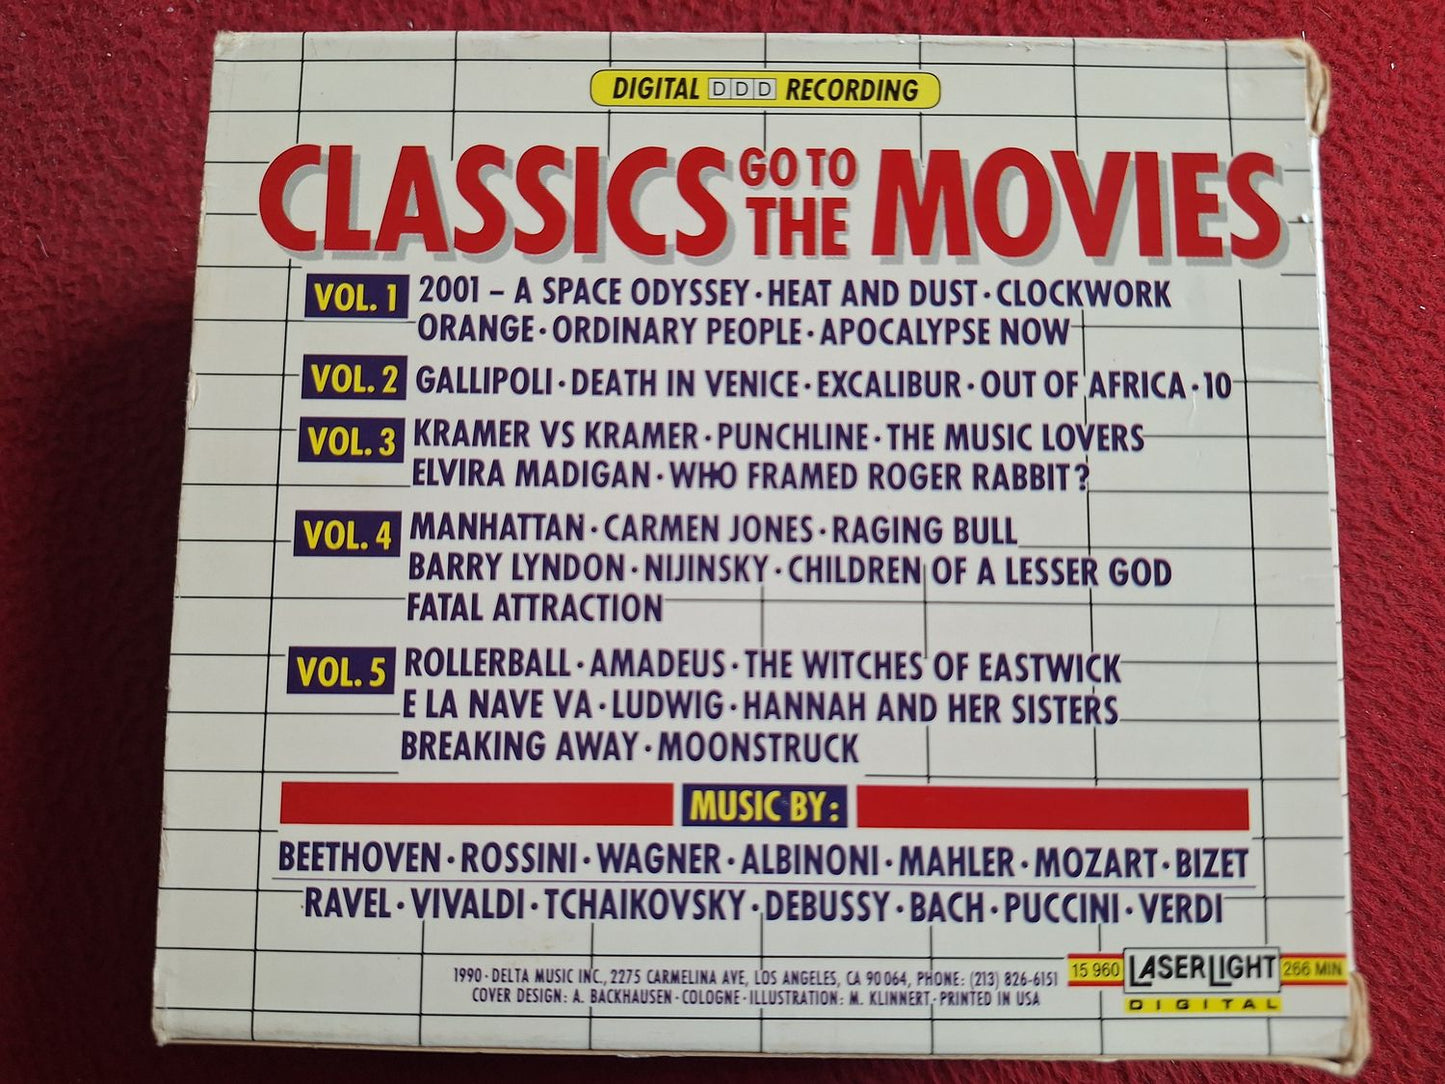 DIGITAL DDD RECORDING
CLASSICS GO TO THE MOVIES
VOL. 1 2001 – A SPACE ODYSSEY · HEAT AND DUST · CLOCKWORK
ORANGE · ORDINARY PEOPLE · APOCALYPSE NOW
VOL. 2 GALLIPOLI · DEATH IN VENICE · EXCALIBUR · OUT OF AFRICA · 10
VOL. 3 KRAMER VS KRAMER · PUNCHLINE · THE MUSIC LOVERS
ELVIRA MADIGAN · WHO FRAMED ROGER RABBIT?
VOL. 4 MANHATTAN · CARMEN JONES · RAGING BULL
BARRY LYNDON · NIJINSKY · CHILDREN OF A LESSER GOD
FATAL ATTRACTION
VOL. 5 ROLLERBALL · AMADEUS · THE WITCHES OF EASTWICK
E LA NAVE VA · LUDWIG · HANNAH AND HER SISTERS
BREAKING AWAY · MOONSTRUCK
MUSIC BY:
BEETHOVEN · ROSSINI · WAGNER · ALBINONI · MAHLER · MOZART · BIZET
RAVEL · VIVALDI · TCHAIKOVSKY · DEBUSSY · BACH · PUCCINI · VERDI
1990 · DELTA MUSIC INC., 2275 CARMELINA AVE, LOS ANGELES, CA 90064, PHONE: (213) 826-6151
COVER DESIGN: A. BACKHAUSEN · COLOGNE · ILLUSTRATION: M. KLINNERT · PRINTED IN USA
15 960 LASERLIGHT 266 MIN
DIGITAL